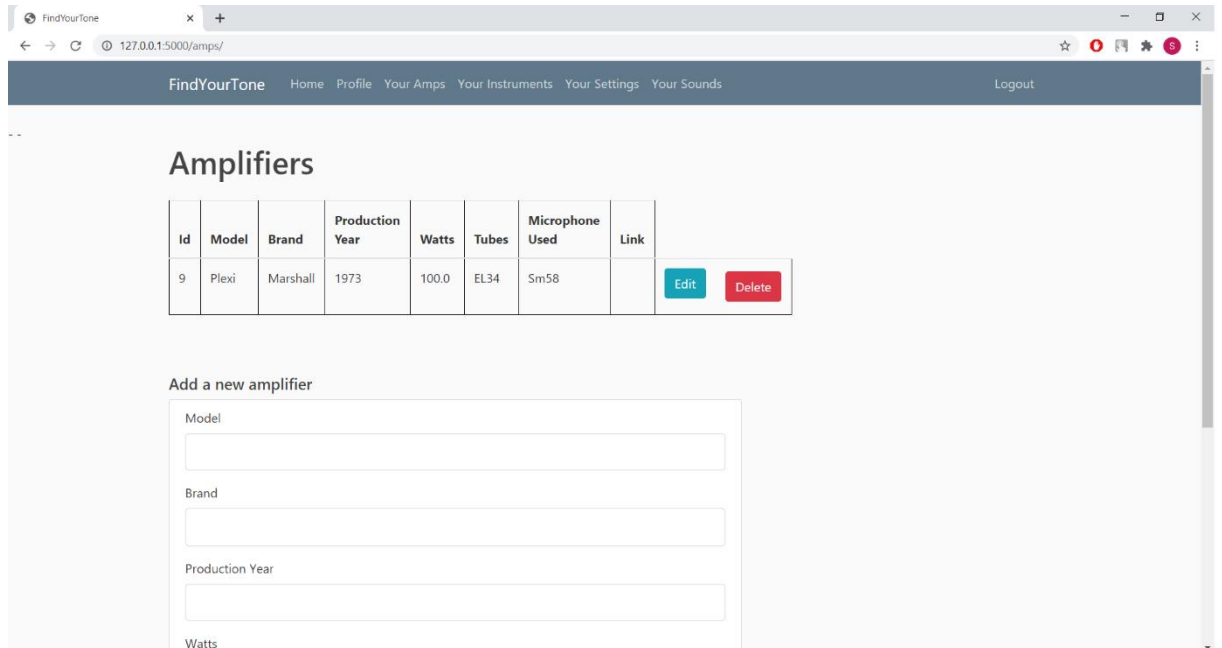 FindYourTone
127.0.0.1:5000/amps/
S
FindYourTone Home Profile Your Amps Your Instruments Your Settings Your Sounds Logout
- -
Amplifiers
Id Model Brand Production Year Watts Tubes Microphone Used Link
9 Plexi Marshall 1973 100.0 EL34 Sm58 Edit Delete
Add a new amplifier
Model
Brand
Production Year
Watts